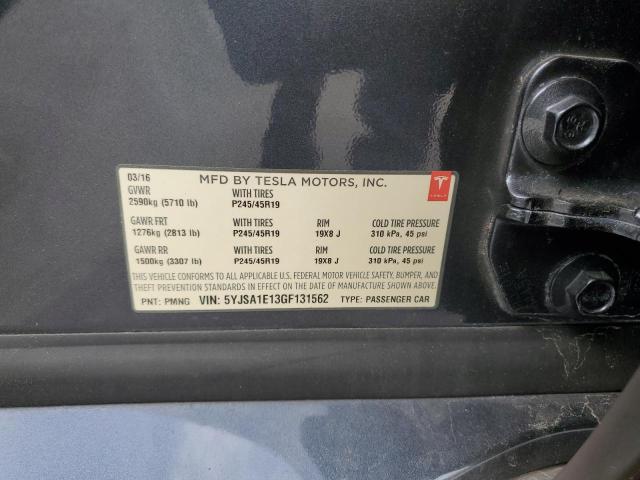 03/16 MFD BY TESLA MOTORS, INC.
GVWR WITH TIRES
2590kg (5710 lb) P245/45R19
TESLA
GAWR FRT WITH TIRES RIM COLD TIRE PRESSURE
1276kg (2813 lb) P245/45R19 19X8 J 310 kPa, 45 psi
GAWR RR WITH TIRES RIM COLD TIRE PRESSURE
1500kg (3307 lb) P245/45R19 19X8 J 310 kPa, 45 psi
THIS VEHICLE CONFORMS TO ALL APPLICABLE U.S. FEDERAL MOTOR VEHICLE SAFETY, BUMPER, AND
THEFT PREVENTION STANDARDS IN EFFECT ON THE DATE OF MANUFACTURE SHOWN ABOVE.
PNT: PMNG VIN: 5YJSA1E13GF131562 TYPE: PASSENGER CAR